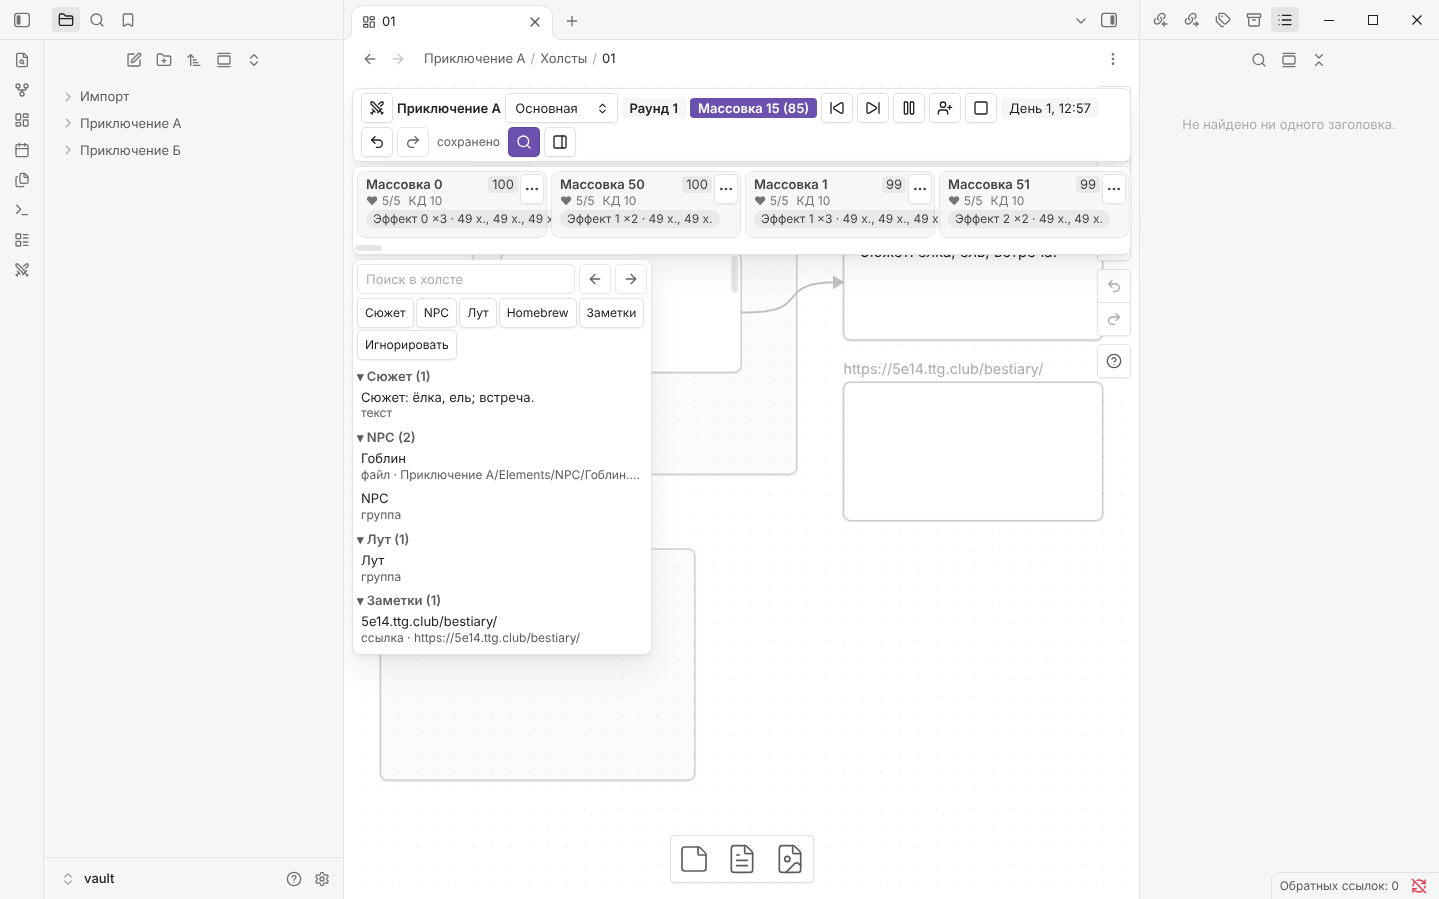 01
Приключение А / Холсты / 01
Импорт
Приключение А
Приключение Б
Приключение А
Основная
Раунд 1
Массовка 15 (85)
День 1, 12:57
сохранено
Массовка 0 100
5/5 КД 10
Эффект 0 ×3 · 49 х., 49 х., 49 х
Массовка 50 100
5/5 КД 10
Эффект 1 ×2 · 49 х., 49 х.
Массовка 1 99
5/5 КД 10
Эффект 1 ×3 · 49 х., 49 х., 49 х
Массовка 51 99
5/5 КД 10
Эффект 2 ×2 · 49 х., 49 х.
Сюжет: ёлка, ель; встреча.
Поиск в холсте
Сюжет NPC Лут Homebrew Заметки
Игнорировать
▾ Сюжет (1)
Сюжет: ёлка, ель; встреча.
текст
▾ NPC (2)
Гоблин
файл · Приключение А/Elements/NPC/Гоблин....
NPC
группа
▾ Лут (1)
Лут
группа
▾ Заметки (1)
5e14.ttg.club/bestiary/
ссылка · https://5e14.ttg.club/bestiary/
https://5e14.ttg.club/bestiary/
Не найдено ни одного заголовка.
vault
Обратных ссылок: 0